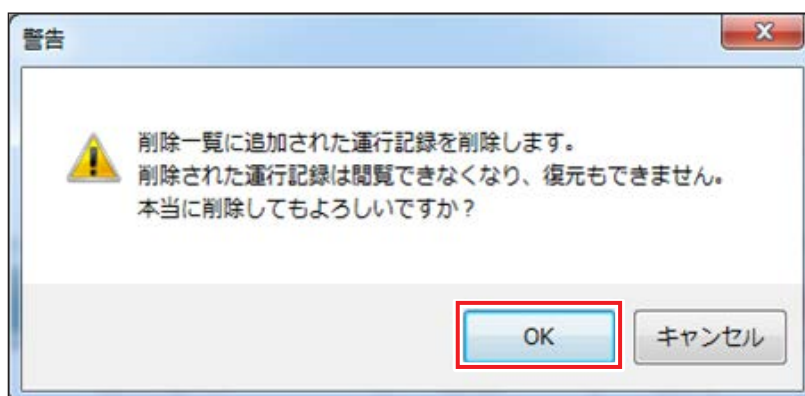 警告
削除一覧に追加された運行記録を削除します。
削除された運行記録は閲覧できなくなり、復元もできません。
本当に削除してもよろしいですか？
OK
キャンセル